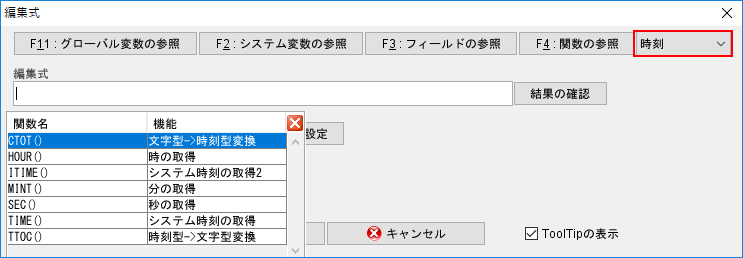 編集式
F11 : グローバル変数の参照 F2 : システム変数の参照 F3 : フィールドの参照 F4 : 関数の参照 時刻
編集式
結果の確認
関数名 機能
設定
CTOT() 文字型->時刻型変換
HOUR() 時の取得
ITIME() システム時刻の取得2
MINT() 分の取得
SEC() 秒の取得
TIME() システム時刻の取得
TTOC() 時刻型->文字型変換
キャンセル
ToolTipの表示